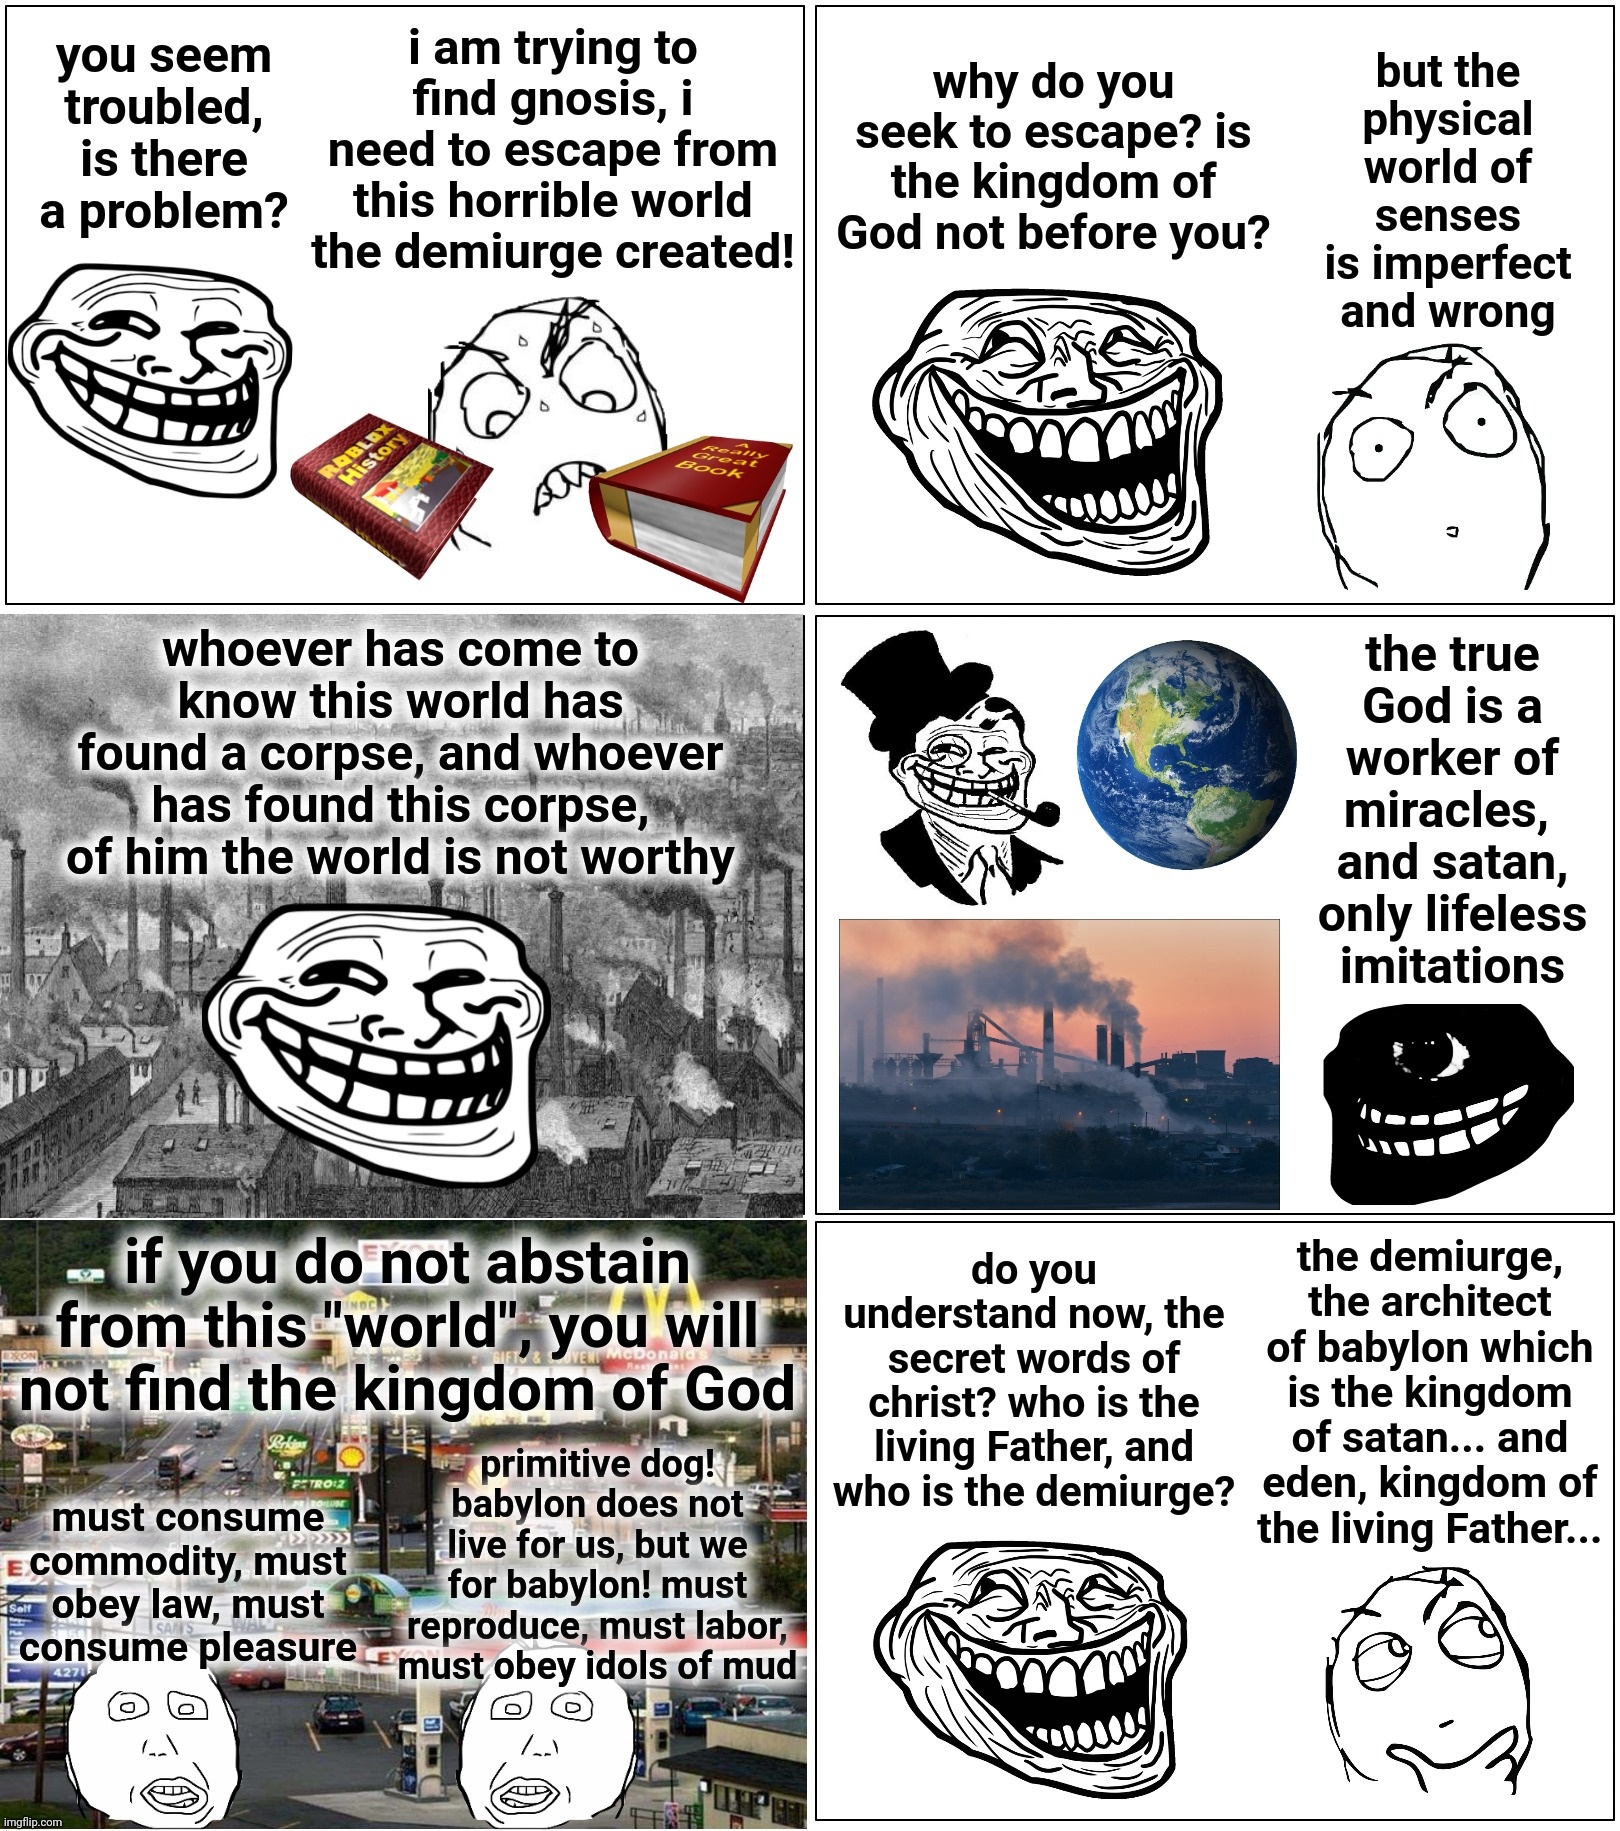 you seem
troubled,
is there
a problem?
i am trying to
find gnosis, i
need to escape from
this horrible world
the demiurge created!
ROBLOX
History
A
Really
Great
Book
why do you
seek to escape? is
the kingdom of
God not before you?
but the
physical
world of
senses
is imperfect
and wrong
whoever has come to
know this world has
found a corpse, and whoever
has found this corpse,
of him the world is not worthy
the true
God is a
worker of
miracles,
and satan,
only lifeless
imitations
if you do not abstain
from this "world", you will
not find the kingdom of God
EXXON
McDonald's
GIFTS & SOUVENI
EXXON
Perkins
must consume
commodity, must
obey law, must
consume pleasure
primitive dog!
babylon does not
live for us, but we
for babylon! must
reproduce, must labor,
must obey idols of mud
Self
4.27
do you
understand now, the
secret words of
christ? who is the
living Father, and
who is the demiurge?
the demiurge,
the architect
of babylon which
is the kingdom
of satan... and
eden, kingdom of
the living Father...
imgflip.com